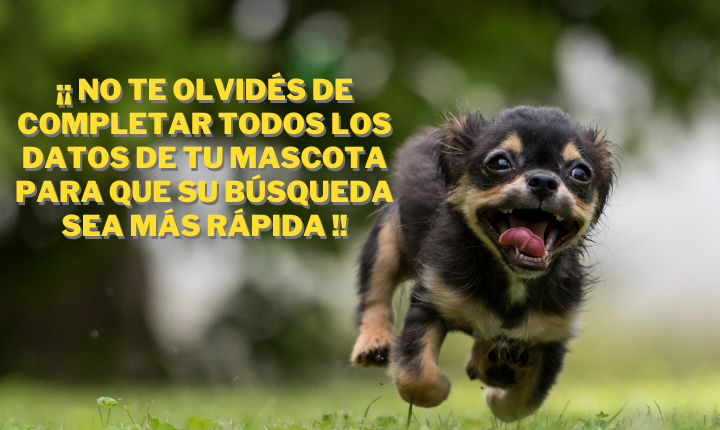 ¡¡ NO TE OLVIDÉS DE
COMPLETAR TODOS LOS
DATOS DE TU MASCOTA
PARA QUE SU BÚSQUEDA
SEA MÁS RÁPIDA !!